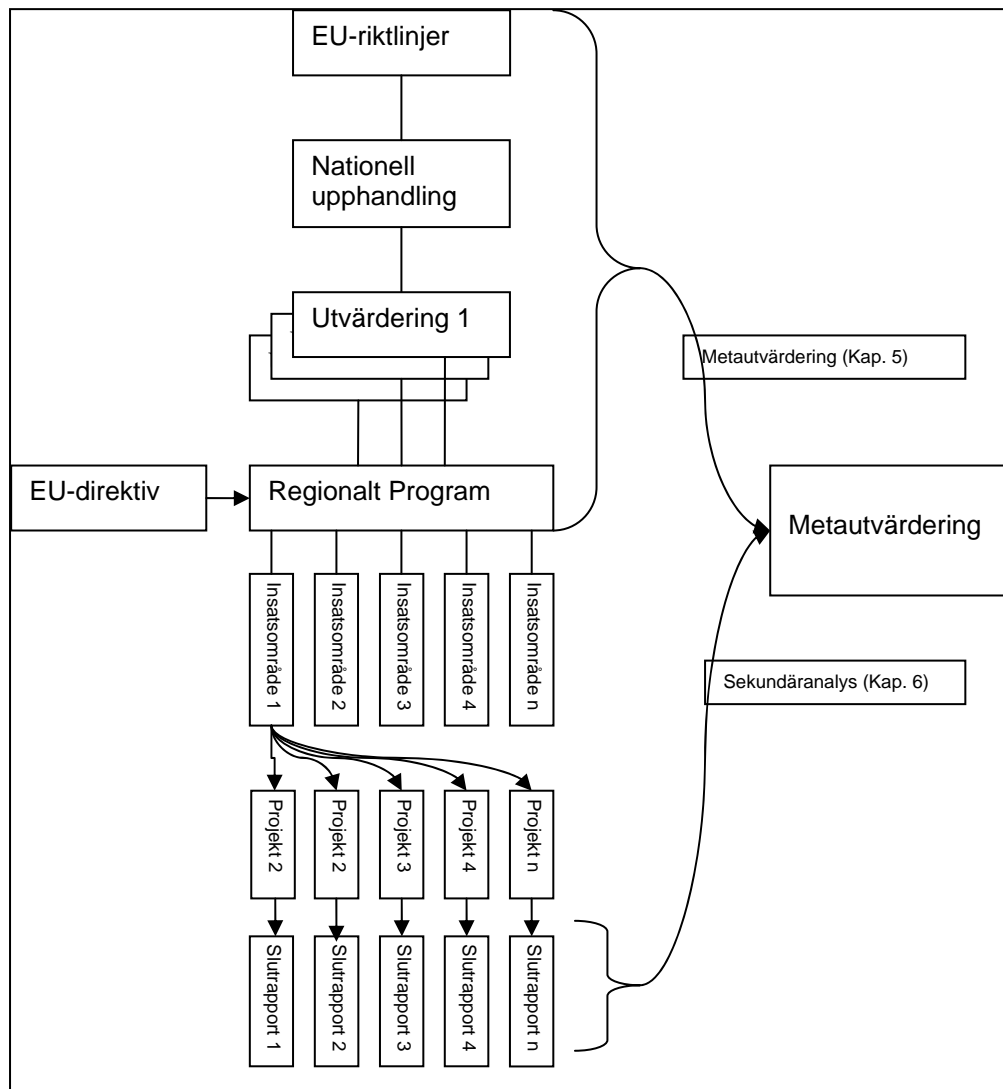 EU-riktlinjer
Nationell
upphandling
Utvärdering 1
Metautvärdering (Kap. 5)
EU-direktiv
Regionalt Program
Metautvärdering
Insatsområde 1
Insatsområde 2
Insatsområde 3
Insatsområde 4
Insatsområde n
Sekundäranalys (Kap. 6)
Projekt 2
Projekt 2
Projekt 3
Projekt 4
Projekt n
Slutrapport 1
Slutrapport 2
Slutrapport 3
Slutrapport 4
Slutrapport n